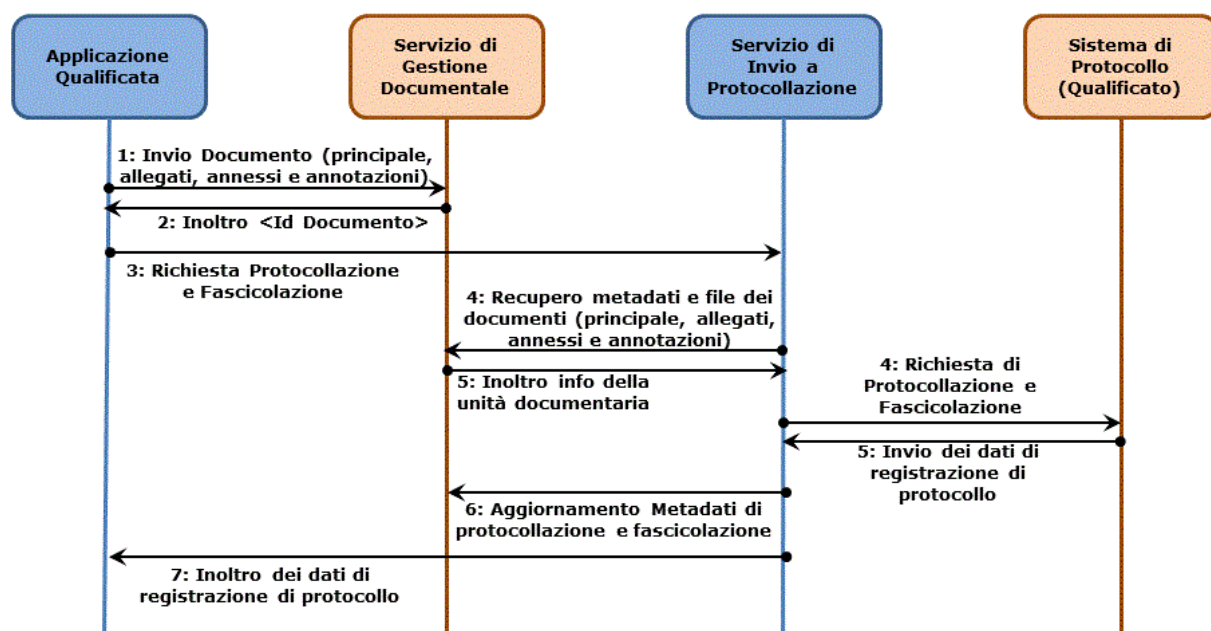 Applicazione
Qualificata
Servizio di
Gestione
Documentale
Servizio di
Invio a
Protocollazione
Sistema di
Protocollo
(Qualificato)
1: Invio Documento (principale,
allegati, annessi e annotazioni)
2: Inoltro <Id Documento>
3: Richiesta Protocollazione
e Fascicolazione
4: Recupero metadati e file dei
documenti (principale, allegati,
annessi e annotazioni)
5: Inoltro info della
unità documentaria
4: Richiesta di
Protocollazione e
Fascicolazione
5: Invio dei dati di
registrazione di
protocollo
6: Aggiornamento Metadati di
protocollazione e fascicolazione
7: Inoltro dei dati di
registrazione di protocollo